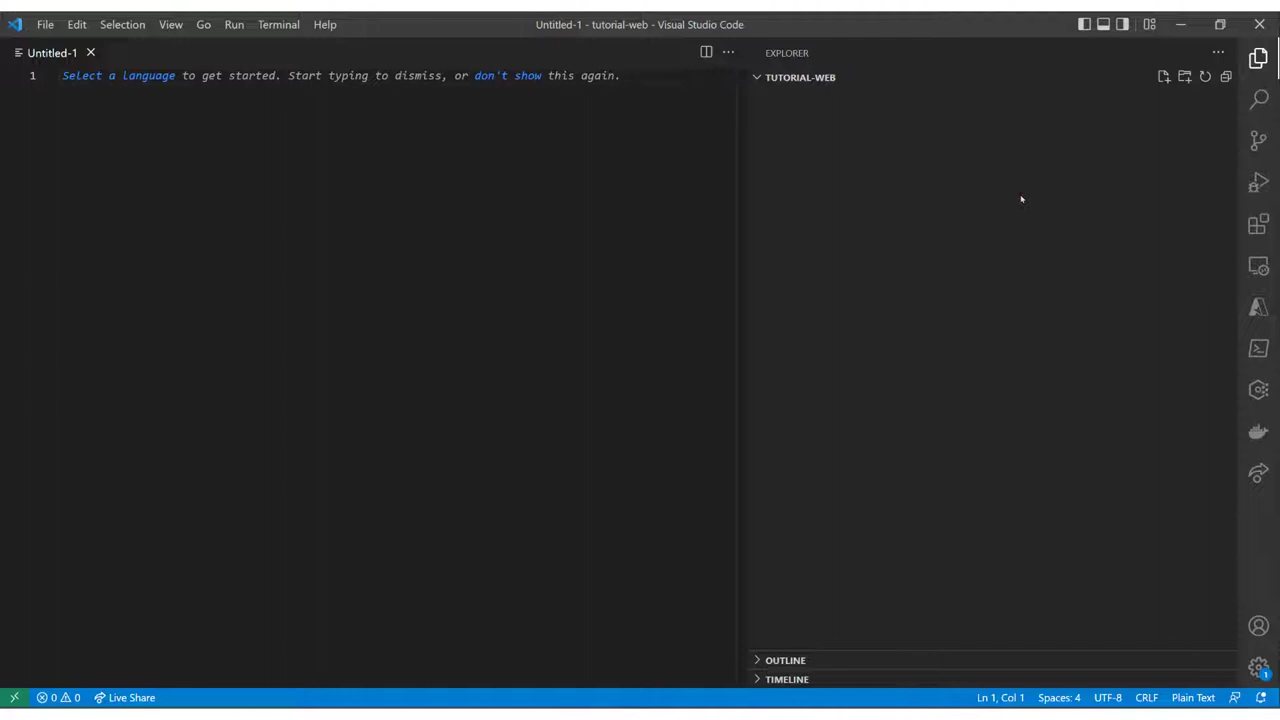 File Edit Selection View Go Run Terminal Help Untitled-1 - tutorial-web - Visual Studio Code
Untitled-1
EXPLORER
1 Select a language to get started. Start typing to dismiss, or don't show this again.
TUTORIAL-WEB
OUTLINE
TIMELINE
1
0 0 Live Share Ln 1, Col 1 Spaces: 4 UTF-8 CRLF Plain Text